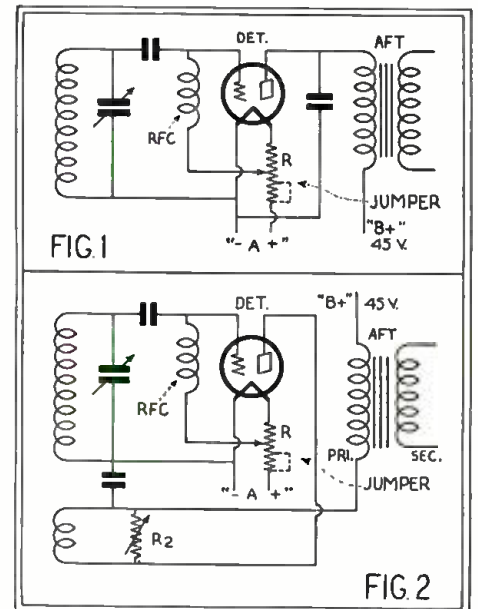 DET.
AFT
RFC
R
JUMPER
"- A +"
"B+"
45 V.
FIG.1
"B+" 45 V.
DET.
AFT
RFC
R
PRI.
SEC.
"- A +"
JUMPER
R2
FIG.2